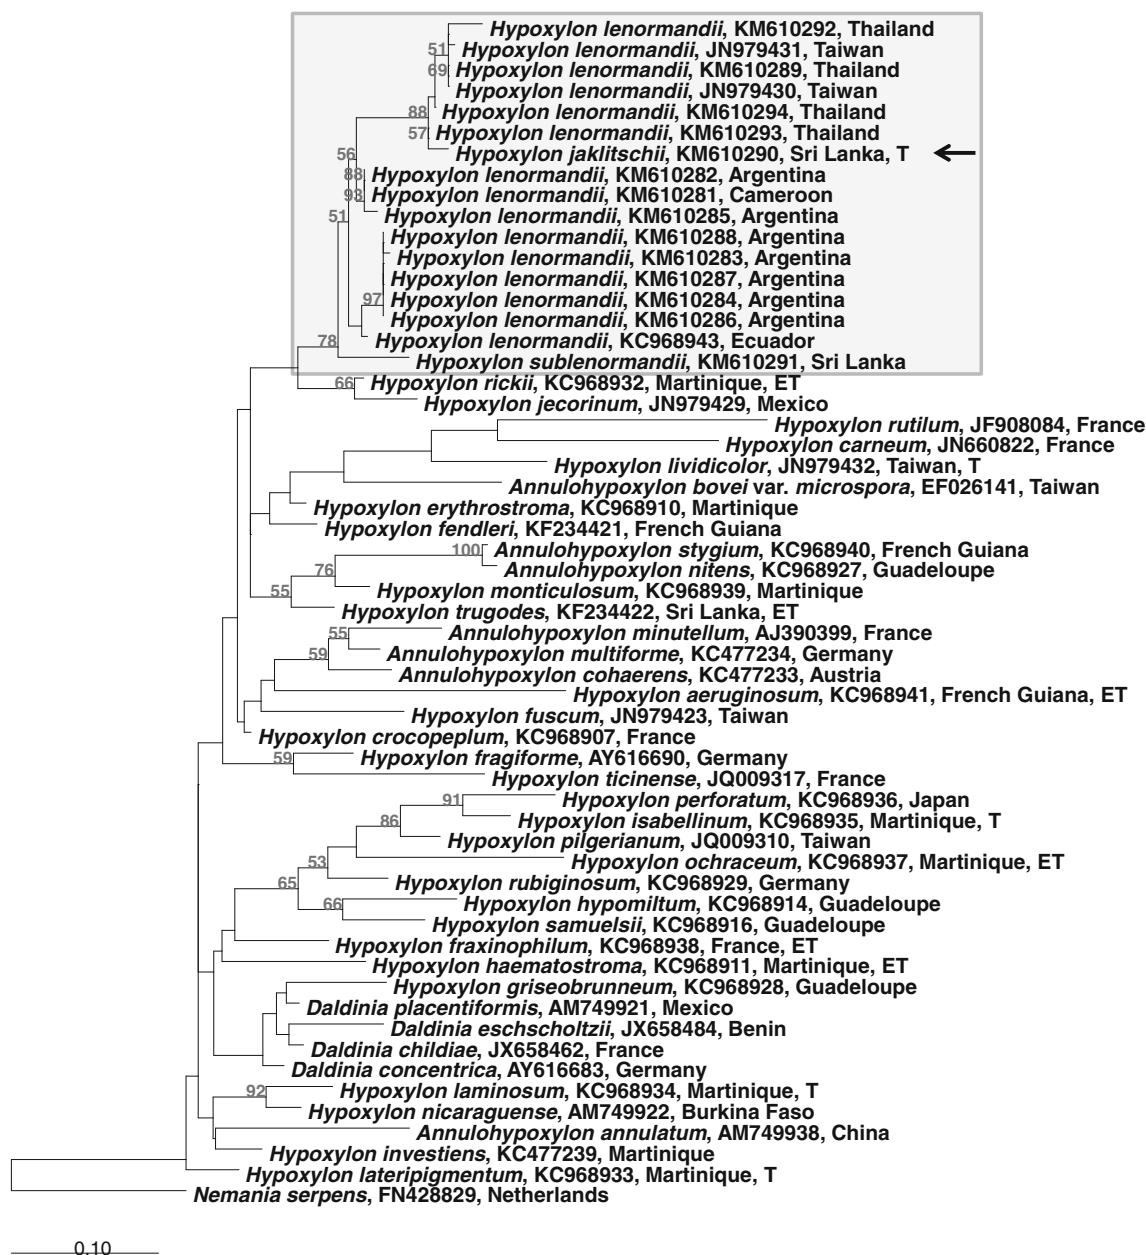 Hypoxylon lenormandii, KM610292, Thailand
51 Hypoxylon lenormandii, JN979431, Taiwan
69 Hypoxylon lenormandii, KM610289, Thailand
Hypoxylon lenormandii, JN979430, Taiwan
88 Hypoxylon lenormandii, KM610294, Thailand
57 Hypoxylon lenormandii, KM610293, Thailand
56 Hypoxylon jaklitschii, KM610290, Sri Lanka, T
88 Hypoxylon lenormandii, KM610282, Argentina
93 Hypoxylon lenormandii, KM610281, Cameroon
51 Hypoxylon lenormandii, KM610285, Argentina
Hypoxylon lenormandii, KM610288, Argentina
Hypoxylon lenormandii, KM610283, Argentina
Hypoxylon lenormandii, KM610287, Argentina
97 Hypoxylon lenormandii, KM610284, Argentina
Hypoxylon lenormandii, KM610286, Argentina
78 Hypoxylon lenormandii, KC968943, Ecuador
Hypoxylon sublenormandii, KM610291, Sri Lanka
66 Hypoxylon rickii, KC968932, Martinique, ET
Hypoxylon jecorinum, JN979429, Mexico
Hypoxylon rutilum, JF908084, France
Hypoxylon carneum, JN660822, France
Hypoxylon lividicolor, JN979432, Taiwan, T
Annulohypoxylon bovei var. microspora, EF026141, Taiwan
Hypoxylon erythrostroma, KC968910, Martinique
Hypoxylon fendleri, KF234421, French Guiana
100 Annulohypoxylon stygium, KC968940, French Guiana
76 Annulohypoxylon nitens, KC968927, Guadeloupe
55 Hypoxylon monticulosum, KC968939, Martinique
Hypoxylon trugodes, KF234422, Sri Lanka, ET
55 Annulohypoxylon minutellum, AJ390399, France
59 Annulohypoxylon multiforme, KC477234, Germany
Annulohypoxylon cohaerens, KC477233, Austria
Hypoxylon aeruginosum, KC968941, French Guiana, ET
Hypoxylon fuscum, JN979423, Taiwan
Hypoxylon crocopeplum, KC968907, France
59 Hypoxylon fragiforme, AY616690, Germany
Hypoxylon ticinense, JQ009317, France
91 Hypoxylon perforatum, KC968936, Japan
86 Hypoxylon isabellinum, KC968935, Martinique, T
Hypoxylon pilgerianum, JQ009310, Taiwan
53 Hypoxylon ochraceum, KC968937, Martinique, ET
65 Hypoxylon rubiginosum, KC968929, Germany
66 Hypoxylon hypomiltum, KC968914, Guadeloupe
Hypoxylon samuelsii, KC968916, Guadeloupe
Hypoxylon fraxinophilum, KC968938, France, ET
Hypoxylon haematostroma, KC968911, Martinique, ET
Hypoxylon griseobrunneum, KC968928, Guadeloupe
Daldinia placentiformis, AM749921, Mexico
Daldinia eschscholtzii, JX658484, Benin
Daldinia childiae, JX658462, France
Daldinia concentrica, AY616683, Germany
92 Hypoxylon laminosum, KC968934, Martinique, T
Hypoxylon nicaraguense, AM749922, Burkina Faso
Annulohypoxylon annulatum, AM749938, China
Hypoxylon investiens, KC477239, Martinique
Hypoxylon lateripigmentum, KC968933, Martinique, T
Nemania serpens, FN428829, Netherlands
0.10